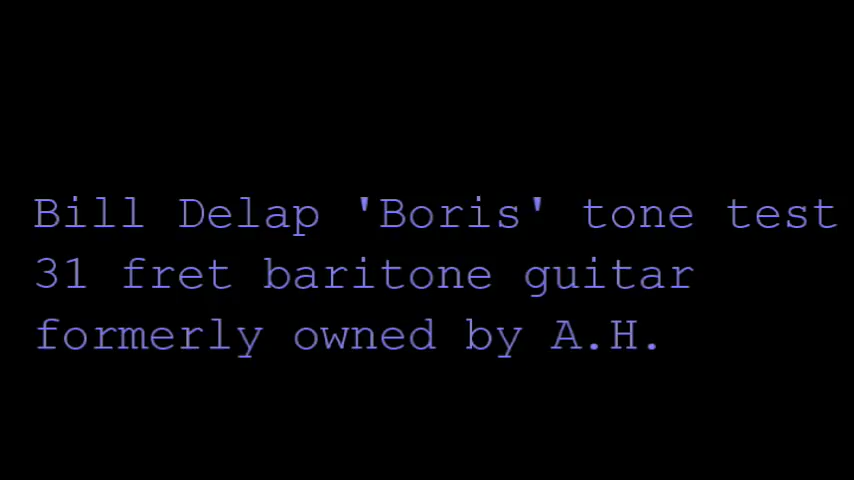 Bill Delap 'Boris' tone test
31 fret baritone guitar
formerly owned by A.H.